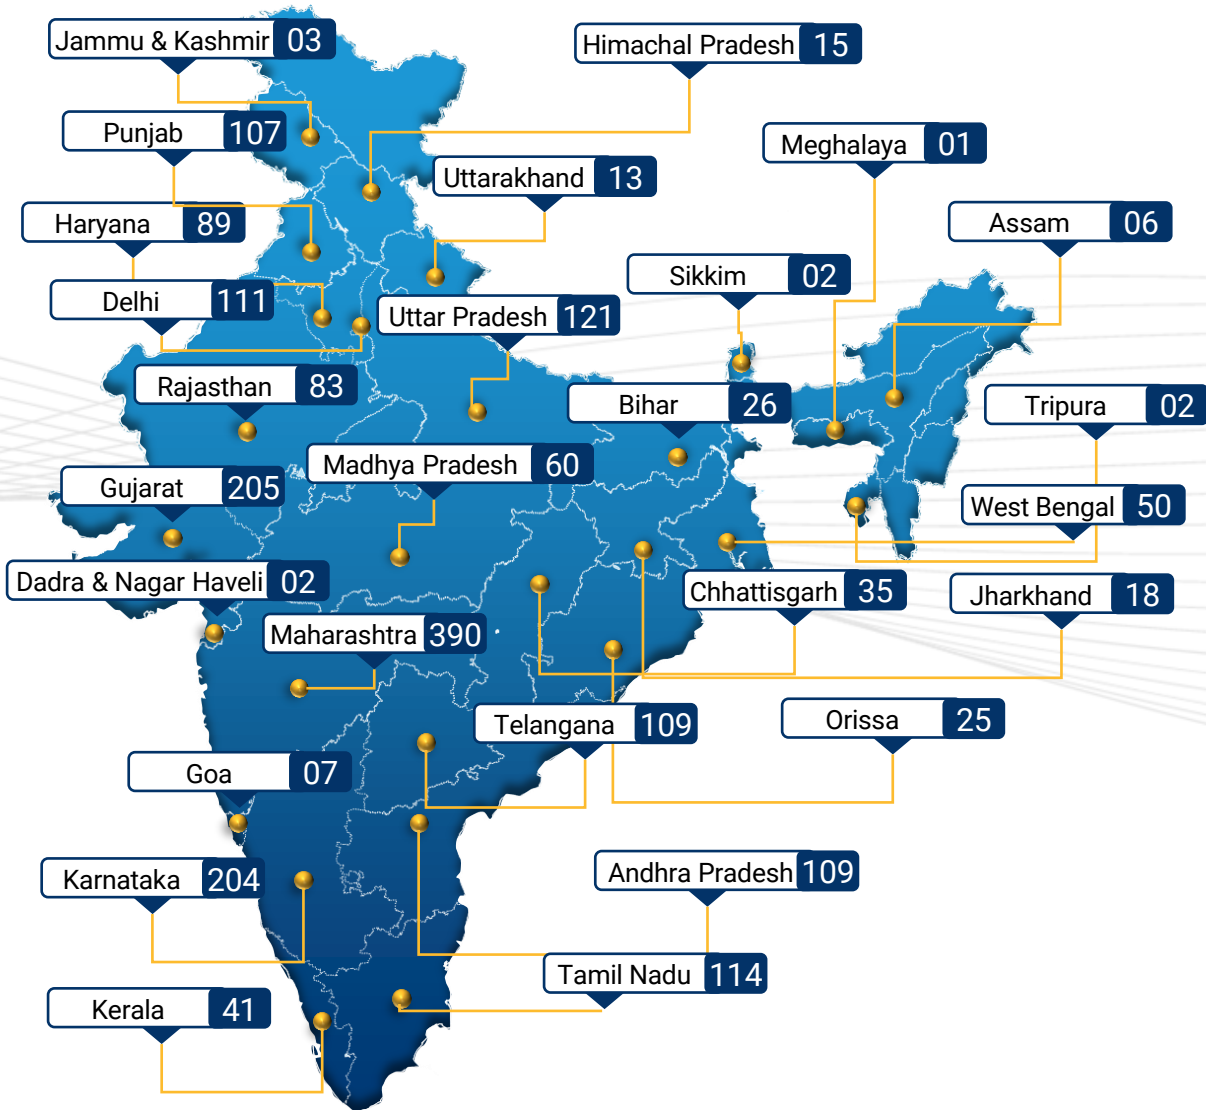 Jammu & Kashmir 03
Himachal Pradesh 15
Punjab 107
Meghalaya 01
Uttarakhand 13
Haryana 89
Assam 06
Sikkim 02
Delhi 111
Uttar Pradesh 121
Rajasthan 83
Bihar 26
Tripura 02
Madhya Pradesh 60
Gujarat 205
West Bengal 50
Dadra & Nagar Haveli 02
Chhattisgarh 35
Jharkhand 18
Maharashtra 390
Telangana 109
Orissa 25
Goa 07
Karnataka 204
Andhra Pradesh 109
Tamil Nadu 114
Kerala 41